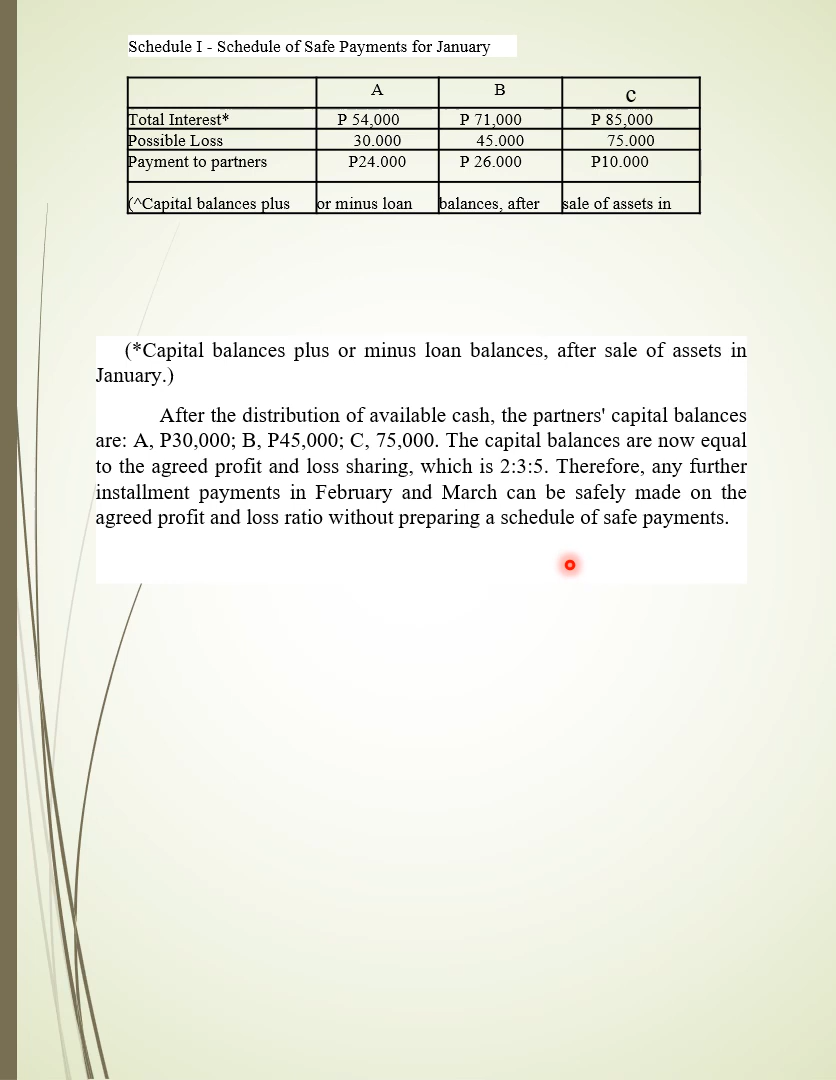 Schedule I - Schedule of Safe Payments for January
A B C
Total Interest* P 54,000 P 71,000 P 85,000
Possible Loss 30.000 45.000 75.000
Payment to partners P24.000 P 26.000 P10.000
(^Capital balances plus or minus loan balances, after sale of assets in
(*Capital balances plus or minus loan balances, after sale of assets in
January.)
After the distribution of available cash, the partners' capital balances
are: A, P30,000; B, P45,000; C, 75,000. The capital balances are now equal
to the agreed profit and loss sharing, which is 2:3:5. Therefore, any further
installment payments in February and March can be safely made on the
agreed profit and loss ratio without preparing a schedule of safe payments.